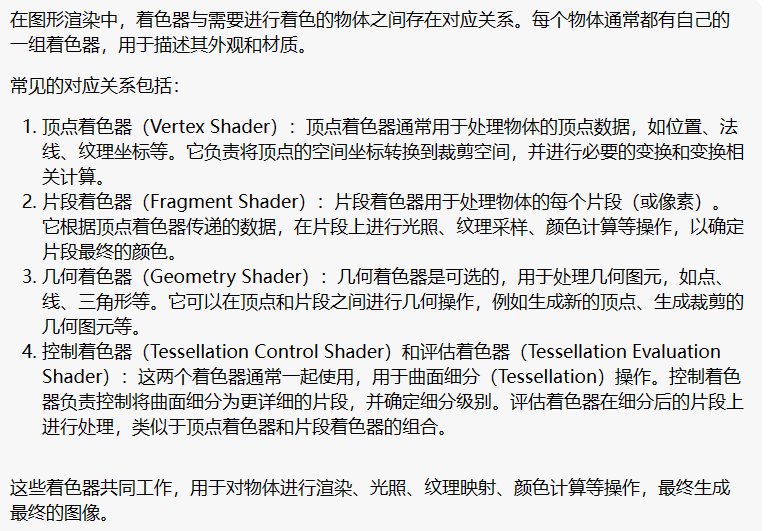 在图形渲染中，着色器与需要进行着色的物体之间存在对应关系。每个物体通常都有自己的
一组着色器，用于描述其外观和材质。
常见的对应关系包括：
1. 顶点着色器（Vertex Shader）：顶点着色器通常用于处理物体的顶点数据，如位置、法
线、纹理坐标等。它负责将顶点的空间坐标转换到裁剪空间，并进行必要的变换和变换相
关计算。
2. 片段着色器（Fragment Shader）：片段着色器用于处理物体的每个片段（或像素）。
它根据顶点着色器传递的数据，在片段上进行光照、纹理采样、颜色计算等操作，以确定
片段最终的颜色。
3. 几何着色器（Geometry Shader）：几何着色器是可选的，用于处理几何图元，如点、
线、三角形等。它可以在顶点和片段之间进行几何操作，例如生成新的顶点、生成裁剪的
几何图元等。
4. 控制着色器（Tessellation Control Shader）和评估着色器（Tessellation Evaluation
Shader）：这两个着色器通常一起使用，用于曲面细分（Tessellation）操作。控制着色
器负责控制将曲面细分为更详细的片段，并确定细分级别。评估着色器在细分后的片段上
进行处理，类似于顶点着色器和片段着色器的组合。
这些着色器共同工作，用于对物体进行渲染、光照、纹理映射、颜色计算等操作，最终生成
最终的图像。